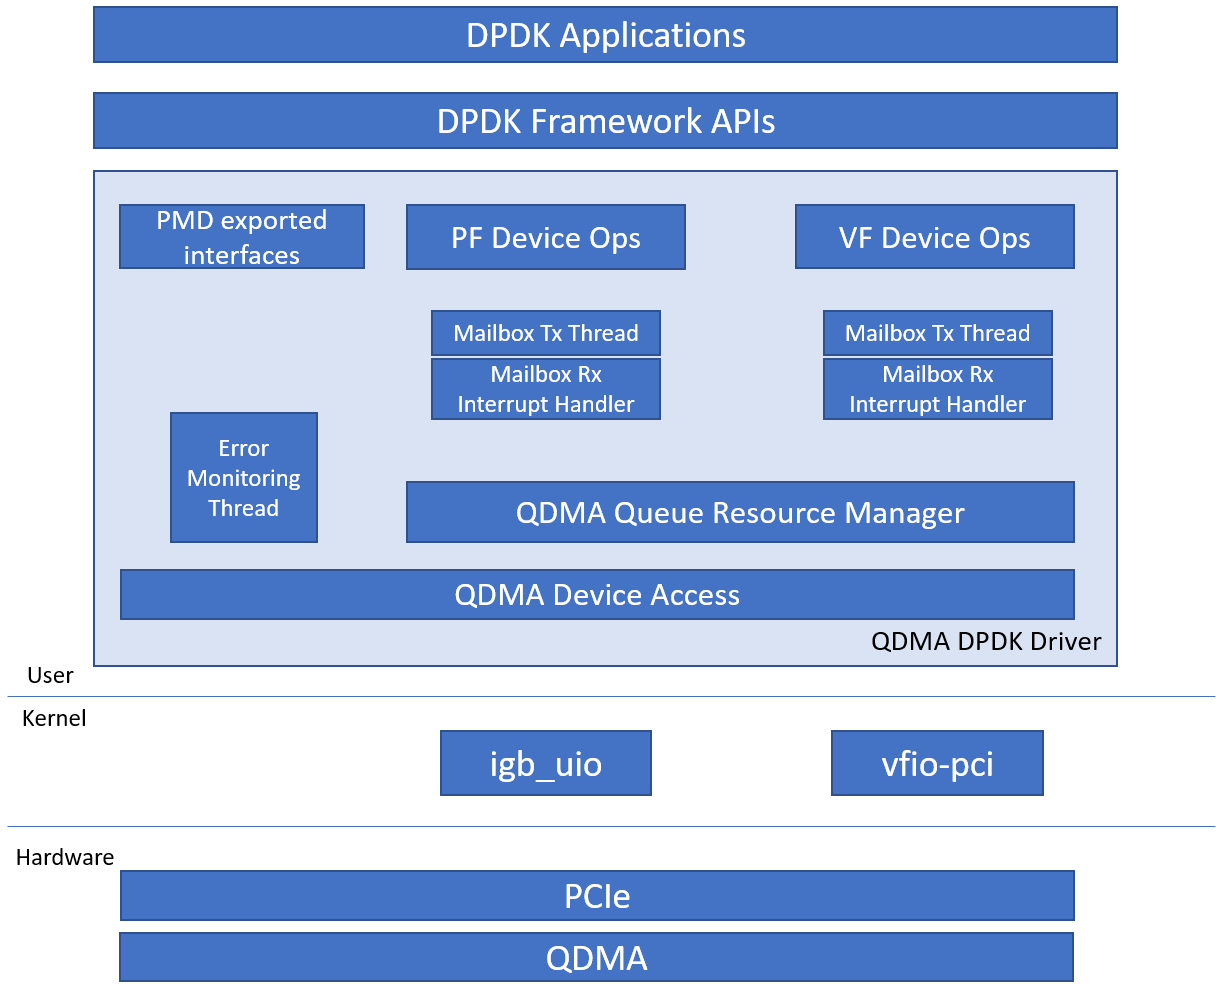 DPDK Applications
DPDK Framework APIs
PMD exported
interfaces
PF Device Ops
VF Device Ops
Mailbox Tx Thread
Mailbox Rx
Interrupt Handler
Mailbox Tx Thread
Mailbox Rx
Interrupt Handler
Error
Monitoring
Thread
QDMA Queue Resource Manager
QDMA Device Access
QDMA DPDK Driver
User
Kernel
igb_uio
vfio-pci
Hardware
PCIe
QDMA